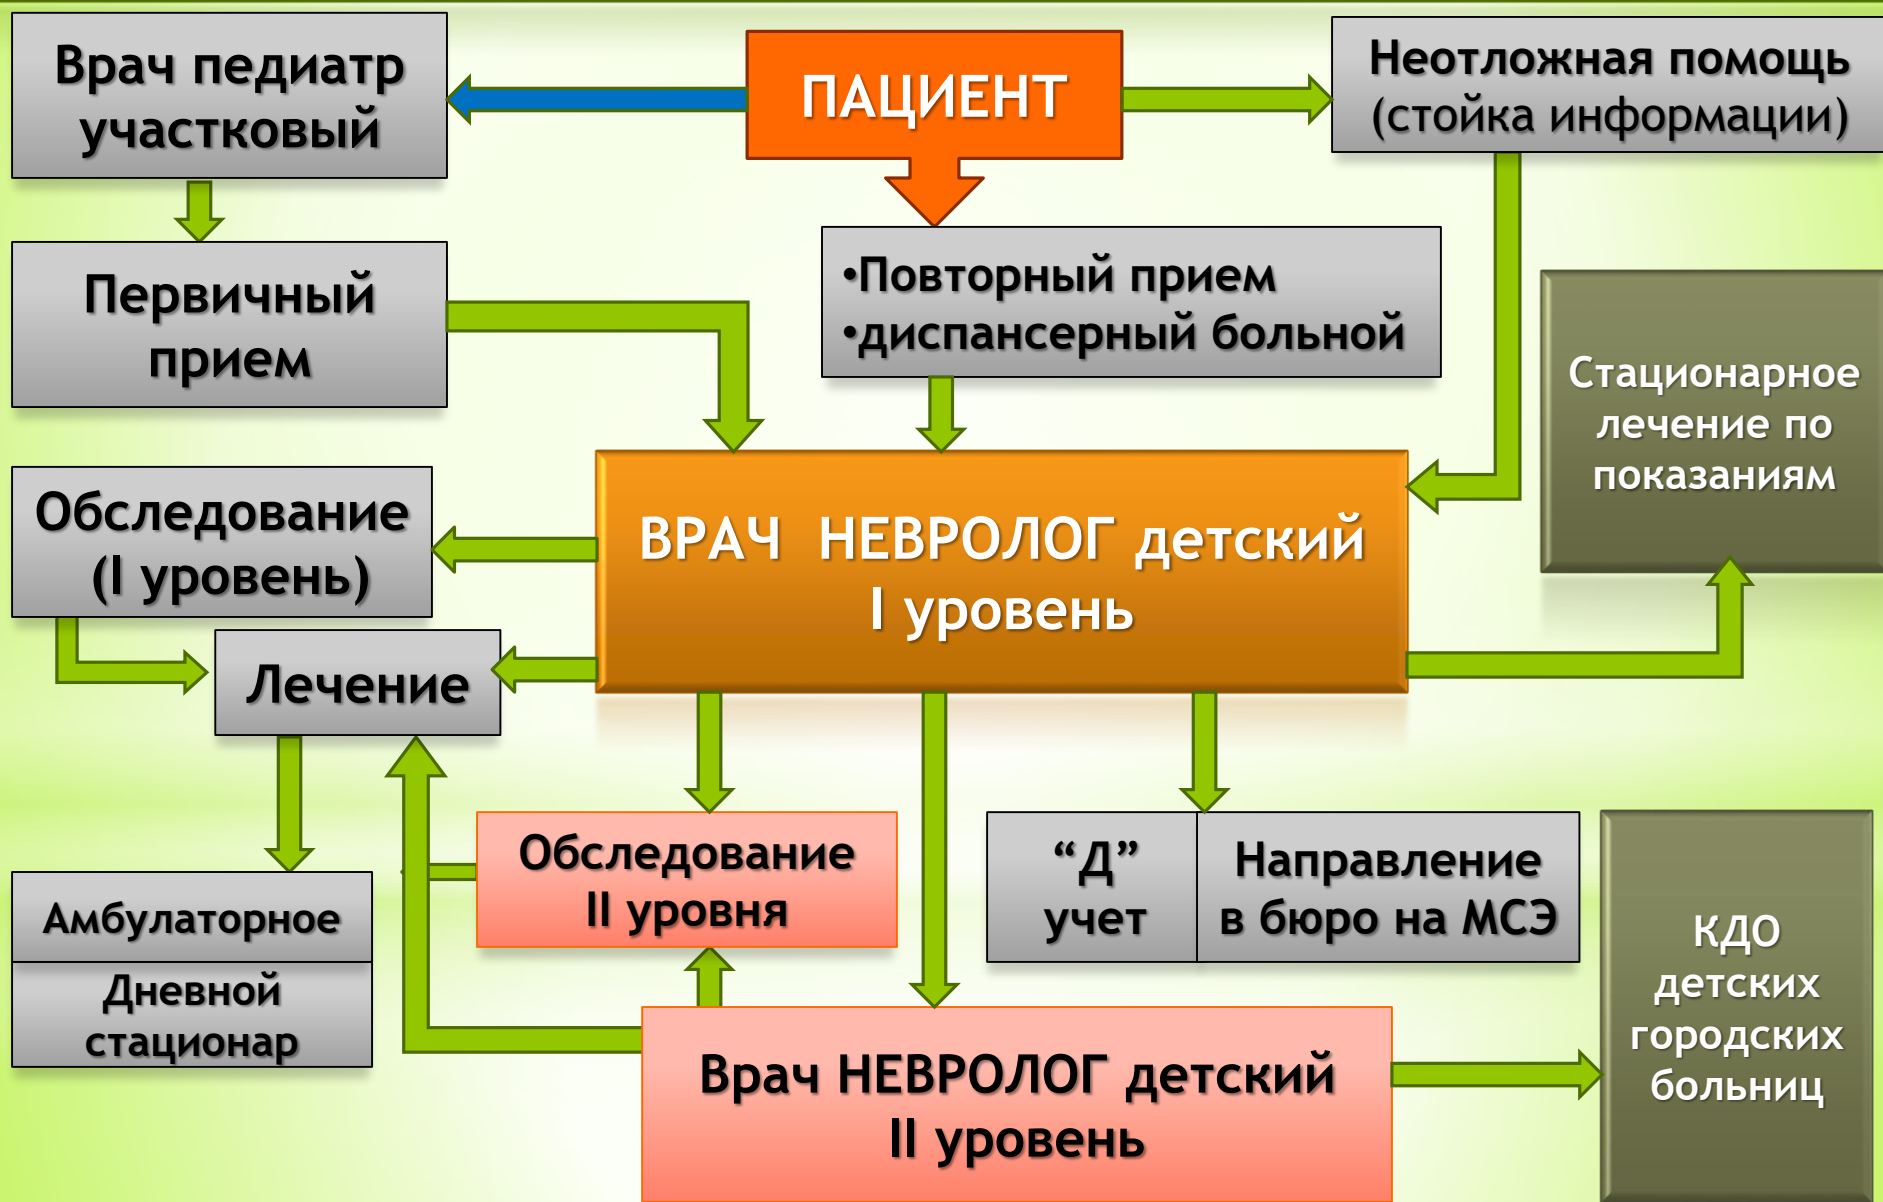 Врач педиатр
участковый
ПАЦИЕНТ
Неотложная помощь
(стойка информации)
Первичный
прием
•Повторный прием
•диспансерный больной
Стационарное
лечение по
показаниям
Обследование
(I уровень)
ВРАЧ НЕВРОЛОГ детский
I уровень
Лечение
Обследование
II уровня
“Д”
учет
Направление
в бюро на МСЭ
Амбулаторное
Дневной
стационар
КДО
детских
городских
больниц
Врач НЕВРОЛОГ детский
II уровень